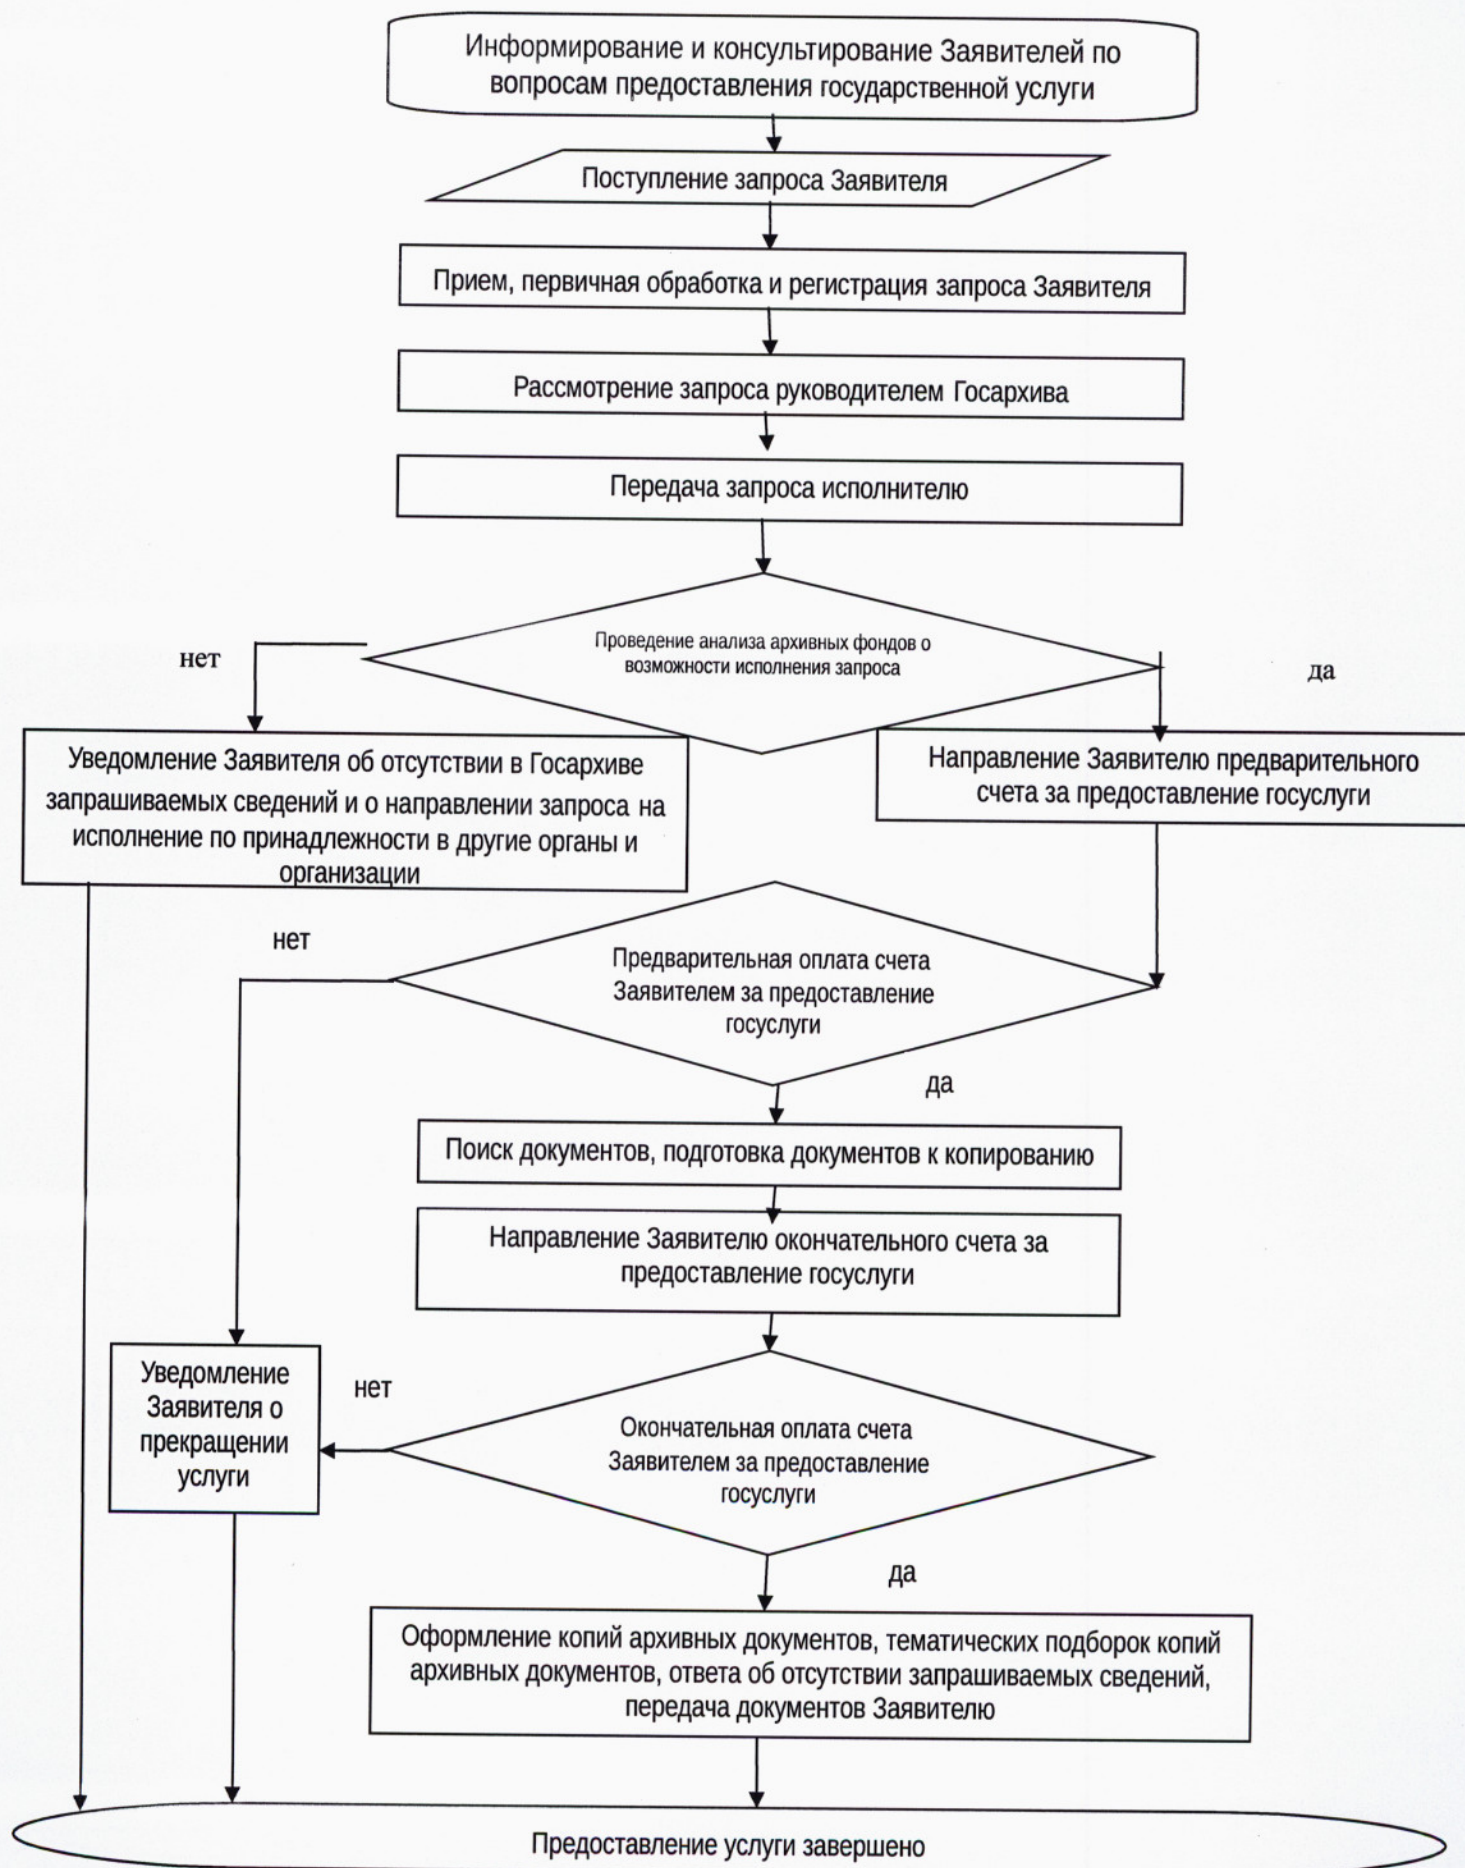 Информирование и консультирование Заявителей по
вопросам предоставления государственной услуги
Поступление запроса Заявителя
Прием, первичная обработка и регистрация запроса Заявителя
Рассмотрение запроса руководителем Госархива
Передача запроса исполнителю
Проведение анализа архивных фондов о
возможности исполнения запроса
нет
да
Уведомление Заявителя об отсутствии в Госархиве
запрашиваемых сведений и о направлении запроса на
исполнение по принадлежности в другие органы и
организации
Направление Заявителю предварительного
счета за предоставление госуслуги
нет
Предварительная оплата счета
Заявителем за предоставление
госуслуги
да
Поиск документов, подготовка документов к копированию
Направление Заявителю окончательного счета за
предоставление госуслуги
Уведомление
Заявителя о
прекращении
услуги
нет
Окончательная оплата счета
Заявителем за предоставление
госуслуги
да
Оформление копий архивных документов, тематических подборок копий
архивных документов, ответа об отсутствии запрашиваемых сведений,
передача документов Заявителю
Предоставление услуги завершено